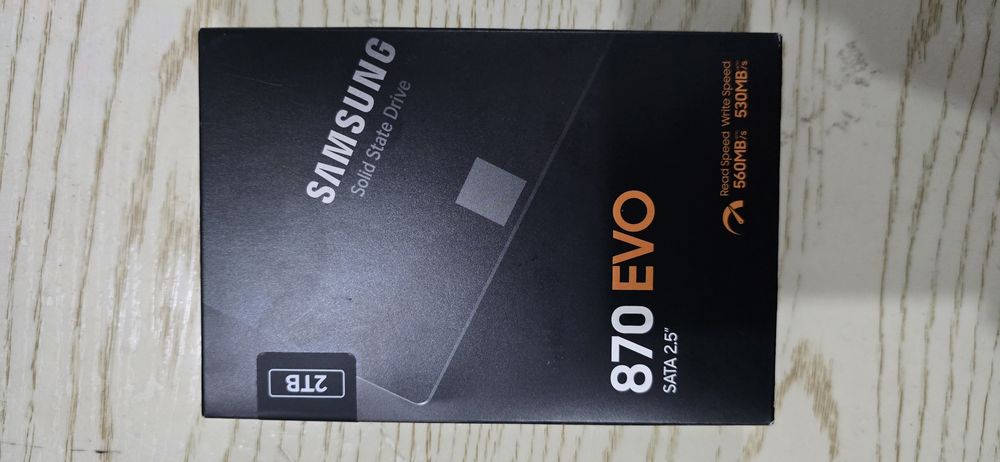 SAMSUNG
Solid State Drive
2TB
870 EVO
SATA 2.5"
Read Speed Write Speed
560MB/s 530MB/s